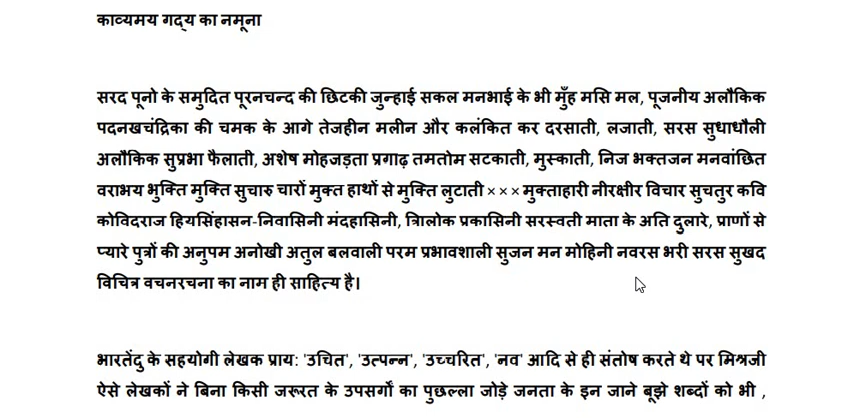 काव्यमय गद्य का नमूना
सरद पूनो के समुदित पूरनचन्द की छिटकी जुन्हाई सकल मनभाई के भी मुँह मसि मल, पूजनीय अलौकिक
पदनखचंद्रिका की चमक के आगे तेजहीन मलीन और कलंकित कर दरसाती, लजाती, सरस सुधाधौली
अलौकिक सुप्रभा फैलाती, अशेष मोहजड़ता प्रगाढ़ तमतोम सटकाती, मुस्काती, निज भक्तजन मनवांछित
वराभय भुक्ति मुक्ति सुचारु चारों मुक्त हाथों से मुक्ति लुटाती ××× मुक्ताहारी नीरक्षीर विचार सुचतुर कवि
कोविदराज हियसिंहासन-निवासिनी मंदहासिनी, त्रिालोक प्रकासिनी सरस्वती माता के अति दुलारे, प्राणों से
प्यारे पुत्रों की अनुपम अनोखी अतुल बलवाली परम प्रभावशाली सुजन मन मोहिनी नवरस भरी सरस सुखद
विचित्र वचनरचना का नाम ही साहित्य है।
भारतेंदु के सहयोगी लेखक प्राय: 'उचित', 'उत्पन्न', 'उच्चरित', 'नव' आदि से ही संतोष करते थे पर मिश्रजी
ऐसे लेखकों ने बिना किसी जरूरत के उपसर्गों का पुछल्ला जोड़े जनता के इन जाने बूझे शब्दों को भी ,